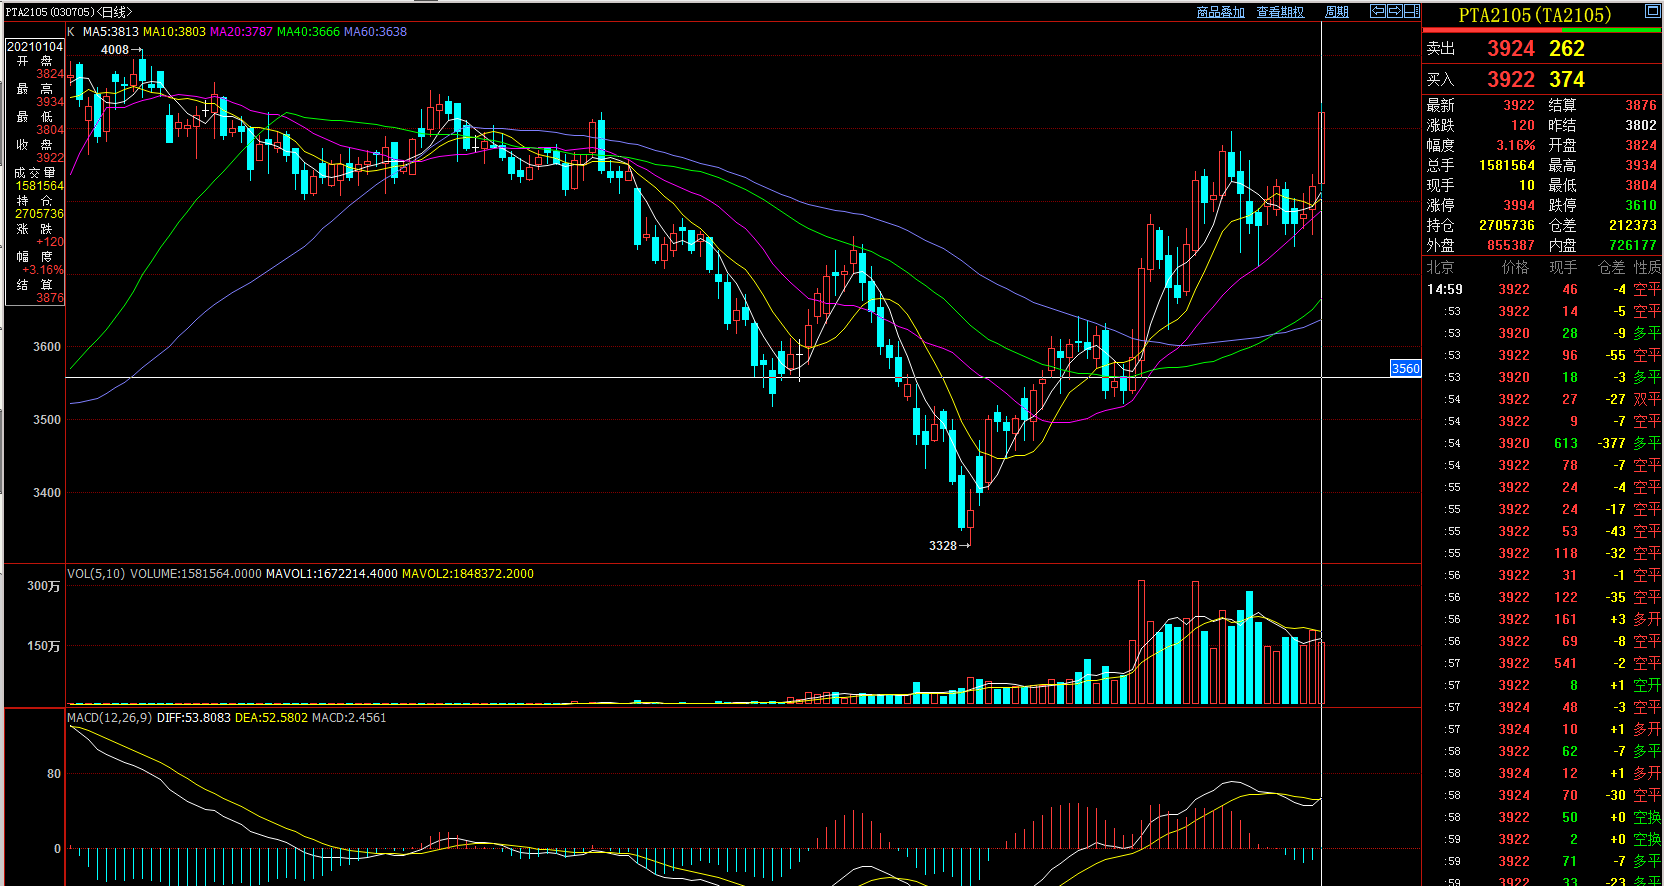 PTA2105(030705)<日线>
商品叠加 查看期权 周期
K MA5:3813 MA10:3803 MA20:3787 MA40:3666 MA60:3638
20210104
开 盘
3824
最 高
3934
最 低
3804
收 盘
3922
成交量
1581564
持 仓
2705736
涨 跌
+120
幅 度
+3.16%
结 算
3876
4008→
3600
3560
3500
3400
3328→
VOL(5,10) VOLUME:1581564.0000 MAVOL1:1672214.4000 MAVOL2:1848372.2000
300万
150万
MACD(12,26,9) DIFF:53.8083 DEA:52.5802 MACD:2.4561
80
0
PTA2105(TA2105)
卖出 3924 262
买入 3922 374
最新 3922 结算 3876
涨跌 120 昨结 3802
幅度 3.16% 开盘 3824
总手 1581564 最高 3934
现手 10 最低 3804
涨停 3994 跌停 3610
持仓 2705736 仓差 212373
外盘 855387 内盘 726177
北京 价格 现手 仓差 性质
14:59 3922 46 -4 空平
:53 3922 14 -5 空平
:53 3920 28 -9 多平
:53 3922 96 -55 空平
:53 3920 18 -3 多平
:54 3922 27 -27 双平
:54 3922 9 -7 空平
:54 3920 613 -377 多平
:54 3922 78 -7 空平
:55 3922 24 -4 空平
:55 3922 24 -17 空平
:55 3922 53 -43 空平
:55 3922 118 -32 空平
:56 3922 31 -1 空平
:56 3922 122 -35 空平
:56 3922 161 +3 多开
:56 3922 69 -8 空平
:57 3922 541 -2 空平
:57 3922 8 +1 空开
:57 3924 48 -3 空平
:57 3924 10 +1 多开
:58 3922 62 -7 多平
:58 3924 12 +1 多开
:58 3924 70 -30 空平
:58 3922 50 +0 空换
:59 3922 2 +0 空换
:59 3922 71 -7 多平
:59 3922 33 -23 多平